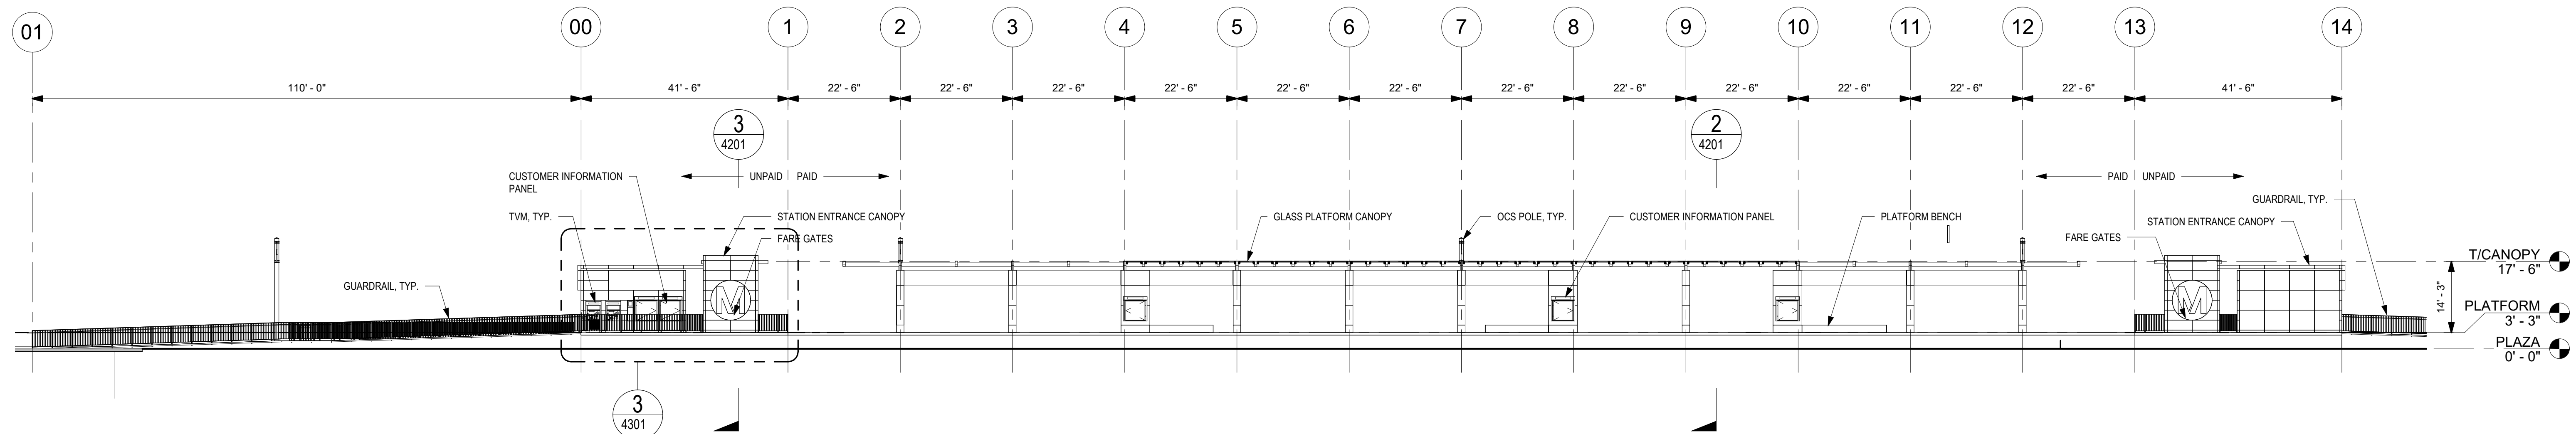 01 00 1 2 3 4 5 6 7 8 9 10 11 12 13 14
110' - 0" 41' - 6" 22' - 6" 22' - 6" 22' - 6" 22' - 6" 22' - 6" 22' - 6" 22' - 6" 22' - 6" 22' - 6" 22' - 6" 22' - 6" 22' - 6" 41' - 6"
3
4201
2
4201
CUSTOMER INFORMATION
PANEL
UNPAID PAID
PAID UNPAID
GUARDRAIL, TYP.
TVM, TYP.
STATION ENTRANCE CANOPY
GLASS PLATFORM CANOPY
OCS POLE, TYP.
CUSTOMER INFORMATION PANEL
PLATFORM BENCH
STATION ENTRANCE CANOPY
FARE GATES
FARE GATES
T/CANOPY
17' - 6"
GUARDRAIL, TYP.
M
M
14' - 3"
PLATFORM
3' - 3"
PLAZA
0' - 0"
3
4301